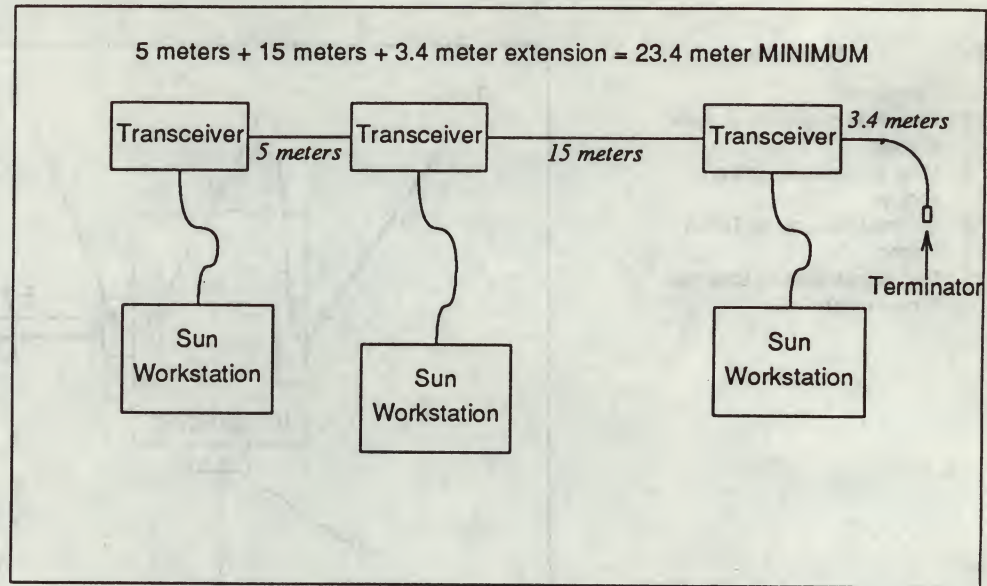 5 meters + 15 meters + 3.4 meter extension = 23.4 meter MINIMUM
Transceiver
5 meters
Transceiver
15 meters
Transceiver
3.4 meters
Terminator
Sun
Workstation
Sun
Workstation
Sun
Workstation